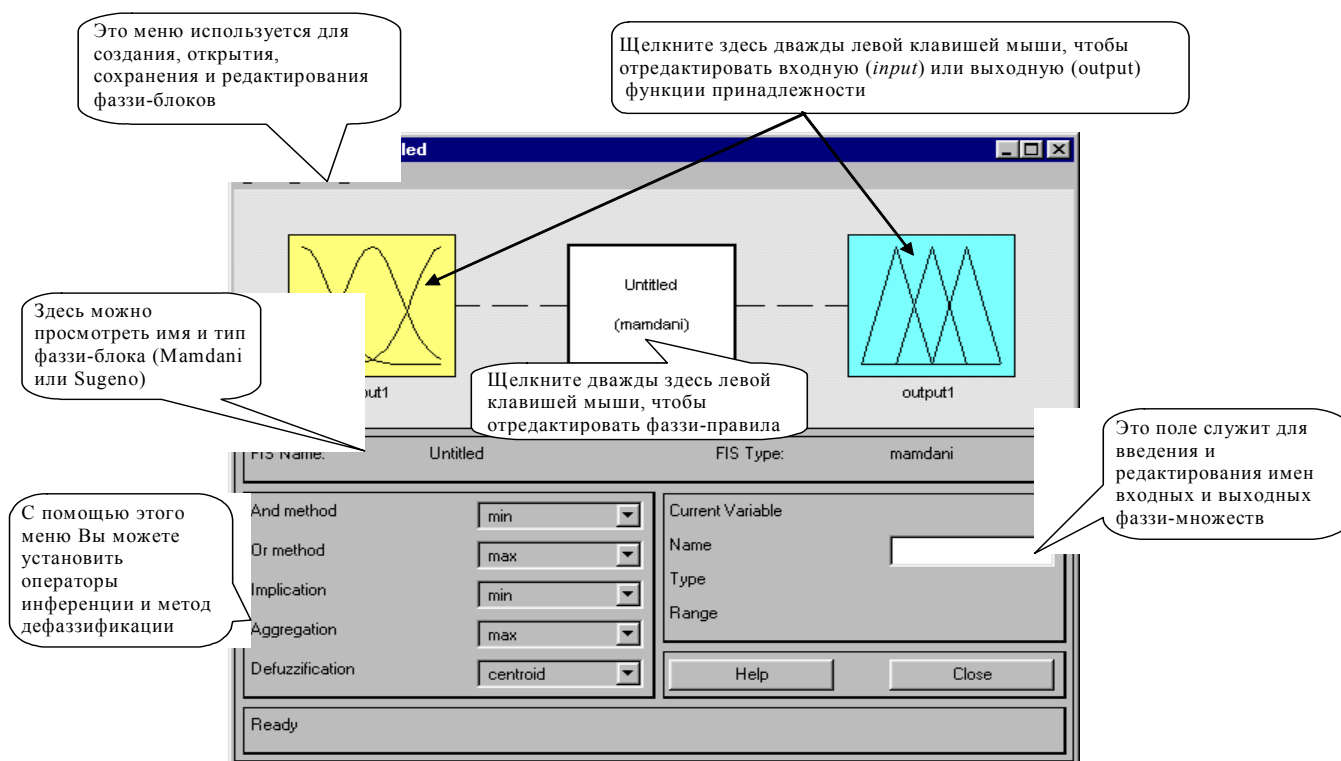 Это меню используется для
создания, открытия,
сохранения и редактирования
фаззи-блоков
Щелкните здесь дважды левой клавишей мыши, чтобы
отредактировать входную (input) или выходную (output)
функции принадлежности
Untitled
(mamdani)
output1
Здесь можно
просмотреть имя и тип
фаззи-блока (Mamdani
или Sugeno)
Щелкните дважды здесь левой
клавишей мыши, чтобы
отредактировать фаззи-правила
Это поле служит для
введения и
редактирования имен
входных и выходных
фаззи-множеств
FIS Name: Untitled FIS Type: mamdani
С помощью этого
меню Вы можете
установить
операторы
инференции и метод
дефаззификации
And method min
Or method max
Implication min
Aggregation max
Defuzzification centroid
Current Variable
Name
Type
Range
Help Close
Ready